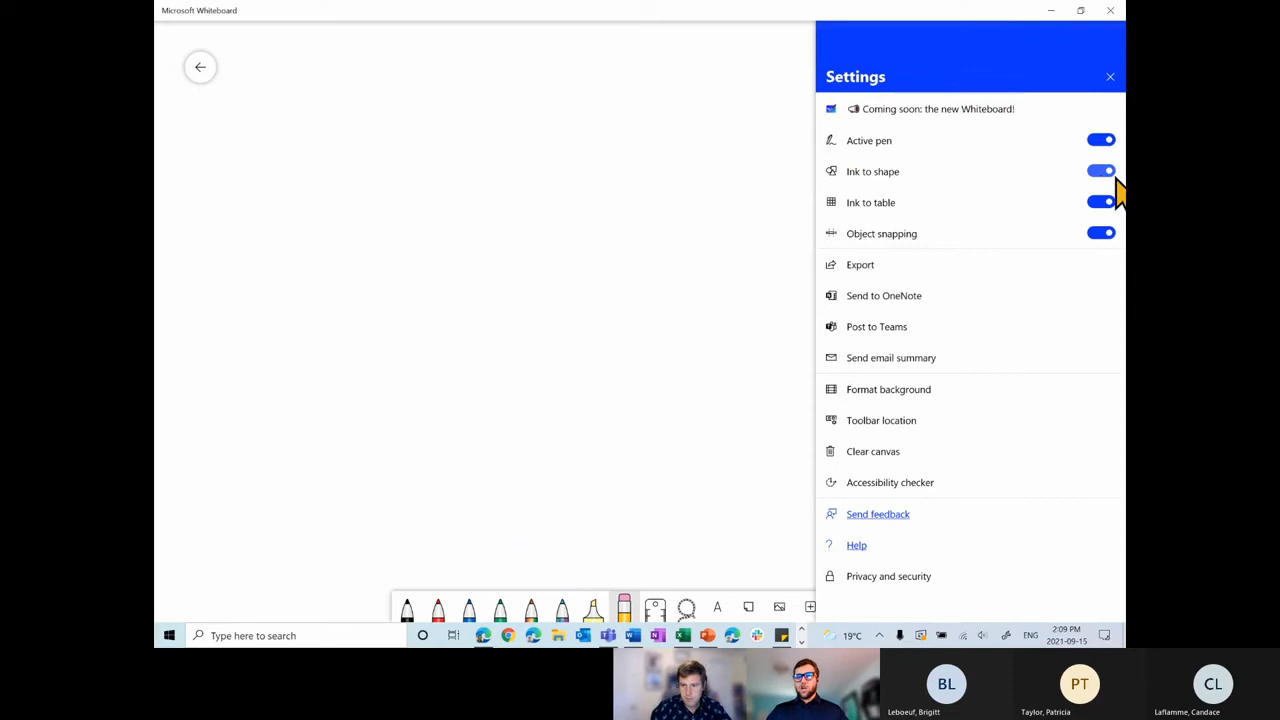 Microsoft Whiteboard
Settings
Coming soon: the new Whiteboard!
Active pen
Ink to shape
Ink to table
Object snapping
Export
Send to OneNote
Post to Teams
Send email summary
Format background
Toolbar location
Clear canvas
Accessibility checker
Send feedback
Help
Privacy and security
Type here to search
19°C
ENG
2:09 PM
2021-09-15
BL
PT
CL
Leboeuf, Brigitt
Taylor, Patricia
Laflamme, Candace